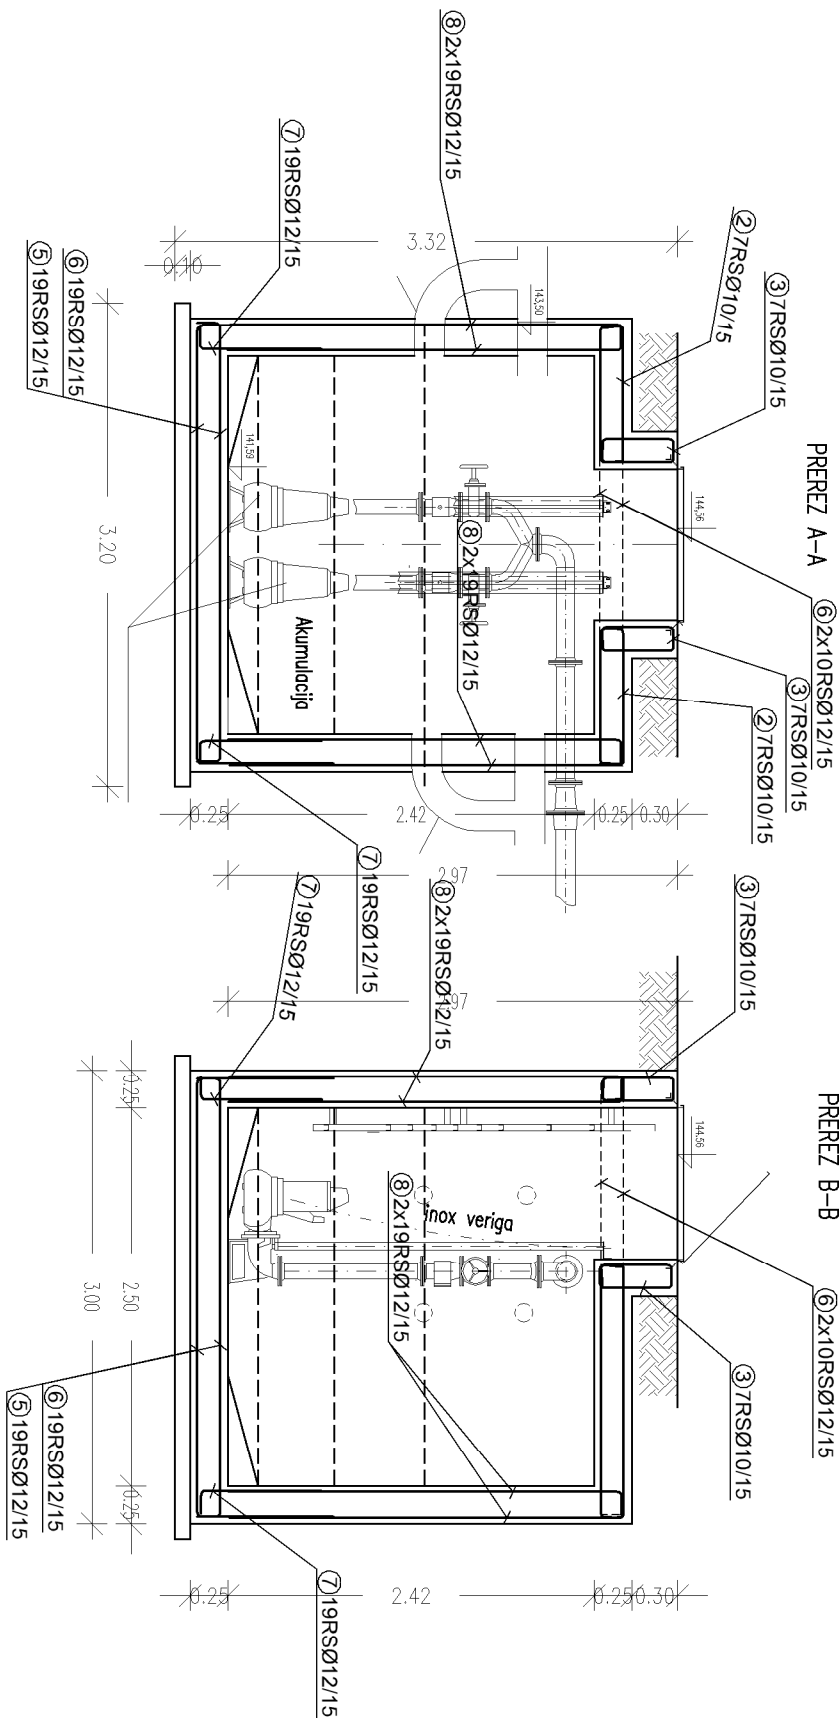 PREREZ A-A
⑧2x19RSØ12/15
⑦19RSØ12/15
⑥19RSØ12/15
⑤19RSØ12/15
②7RSØ10/15
③7RSØ10/15
3.32
0.10
143,50
141,59
144,56
3.20
Akumulacija
⑧2x19RSØ12/15
⑥2x10RSØ12/15
③7RSØ10/15
②7RSØ10/15
0.25
2.42
0.25
0.30
2.97
⑦19RSØ12/15
PREREZ B-B
⑦19RSØ12/15
⑧2x19RSØ12/15
③7RSØ10/15
2.97
0.25
144.56
inox veriga
⑧2x19RSØ12/15
⑥2x10RSØ12/15
③7RSØ10/15
2.50
3.00
0.25
⑥19RSØ12/15
⑤19RSØ12/15
⑦19RSØ12/15
0.25
2.42
0.25
0.30